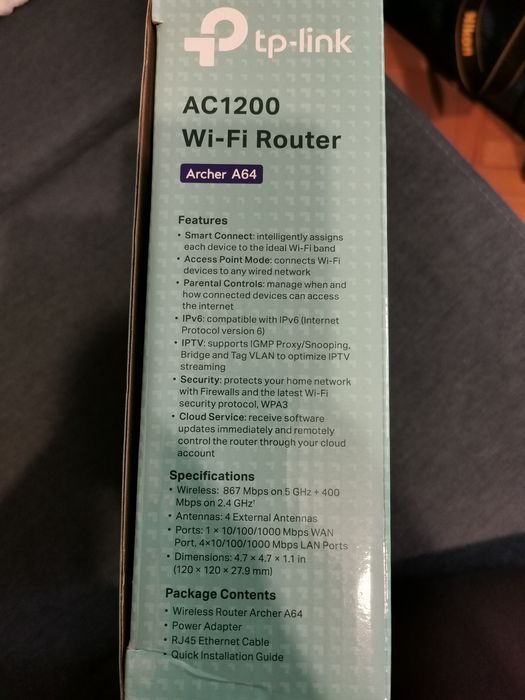 tp-link
AC1200
Wi-Fi Router
Archer A64
Features
• Smart Connect: intelligently assigns
each device to the ideal Wi-Fi band
• Access Point Mode: connects Wi-Fi
devices to any wired network
• Parental Controls: manage when and
how connected devices can access
the internet
• IPv6: compatible with IPv6 (Internet
Protocol version 6)
• IPTV: supports IGMP Proxy/Snooping,
Bridge and Tag VLAN to optimize IPTV
streaming
• Security: protects your home network
with Firewalls and the latest Wi-Fi
security protocol, WPA3
• Cloud Service: receive software
updates immediately and remotely
control the router through your cloud
account
Specifications
• Wireless: 867 Mbps on 5 GHz + 400
Mbps on 2.4 GHz†
• Antennas: 4 External Antennas
• Ports: 1 × 10/100/1000 Mbps WAN
Port, 4×10/100/1000 Mbps LAN Ports
• Dimensions: 4.7 × 4.7 × 1.1 in
(120 × 120 × 27.9 mm)
Package Contents
• Wireless Router Archer A64
• Power Adapter
• RJ45 Ethernet Cable
• Quick Installation Guide
Nikon